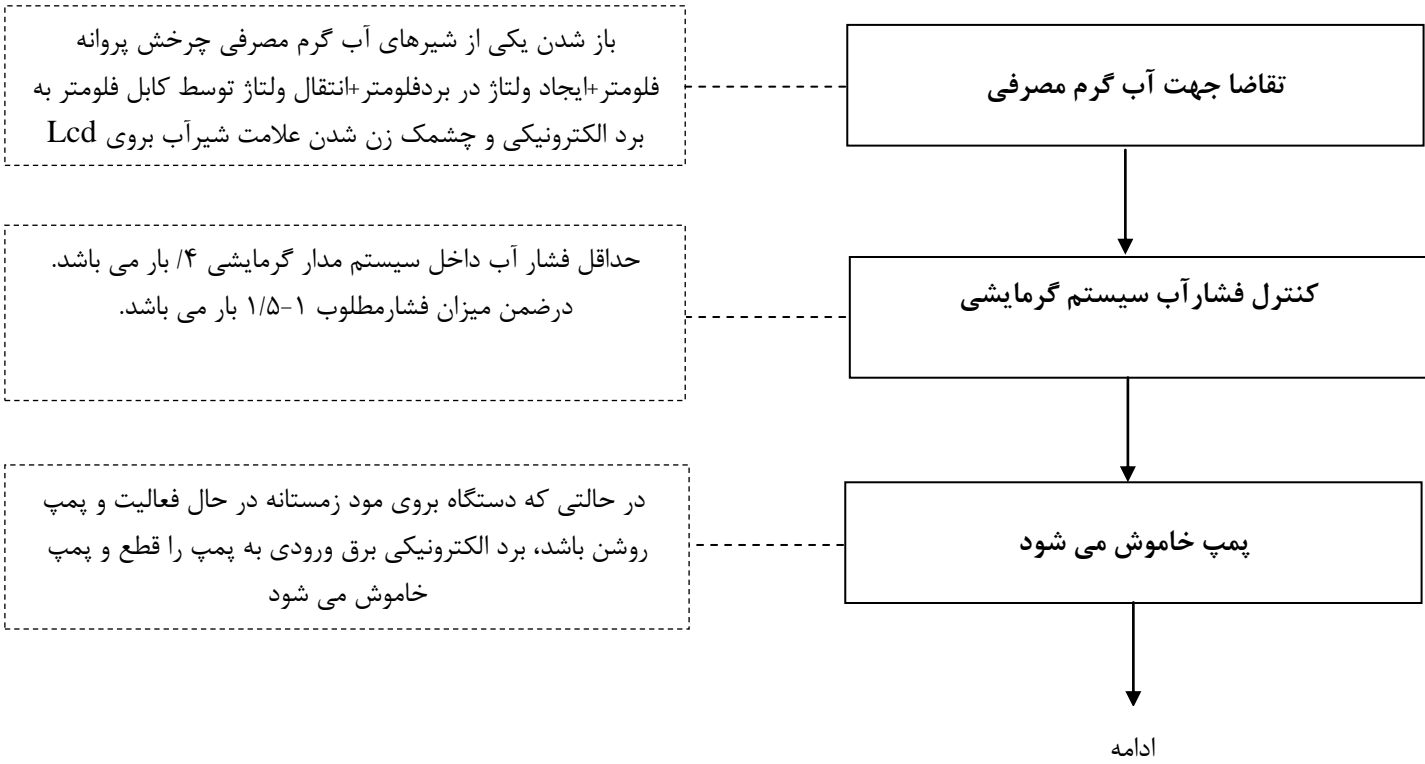 تقاضا جهت آب گرم مصرفی
باز شدن یکی از شیرهای آب گرم مصرفی چرخش پروانه
فلومتر+ایجاد ولتاژ در بردفلومتر+انتقال ولتاژ توسط کابل فلومتر به
برد الکترونیکی و چشمک زن شدن علامت شیرآب بروی Lcd
کنترل فشارآب سیستم گرمایشی
حداقل فشار آب داخل سیستم مدار گرمایشی ۴/ بار می باشد.
درضمن میزان فشارمطلوب ۱-۱/۵ بار می باشد.
پمپ خاموش می شود
در حالتی که دستگاه بروی مود زمستانه در حال فعالیت و پمپ
روشن باشد، برد الکترونیکی برق ورودی به پمپ را قطع و پمپ
خاموش می شود
ادامه